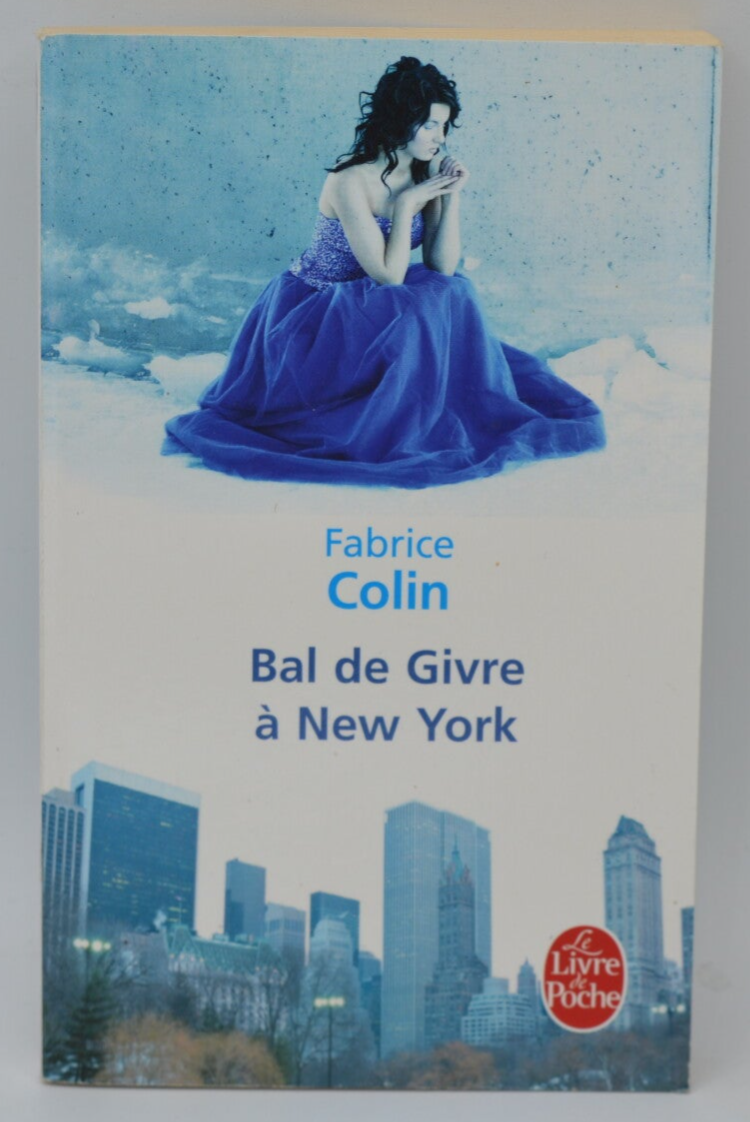 Fabrice
Colin
Bal de Givre
à New York
Le
Livre
de
Poche